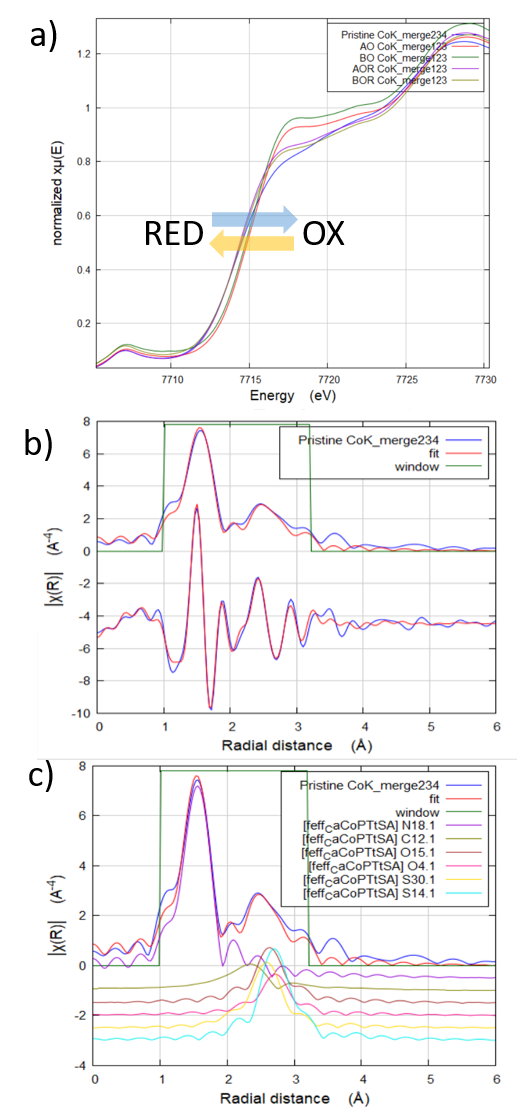 a)
Pristine CoK_merge234
AO CoK_merge123
BO CoK_merge123
AOR CoK_merge123
BOR CoK_merge123
normalized xμ(E)
1.2
1
0.8
0.6
0.4
0.2
RED
OX
7710 7715 7720 7725 7730
Energy (eV)
b)
Pristine CoK_merge234
fit
window
|χ(R)| (A⁻⁴)
8
6
4
2
0
-2
-4
-6
-8
-10
0 1 2 3 4 5 6
Radial distance (Å)
c)
Pristine CoK_merge234
fit
window
[feff_CaCoPTtSA] N18.1
[feff_CaCoPTtSA] C12.1
[feff_CaCoPTtSA] O15.1
[feff_CaCoPTtSA] O4.1
[feff_CaCoPTtSA] S30.1
[feff_CaCoPTtSA] S14.1
|χ(R)| (A⁻⁴)
8
6
4
2
0
-2
-4
0 1 2 3 4 5 6
Radial distance (Å)